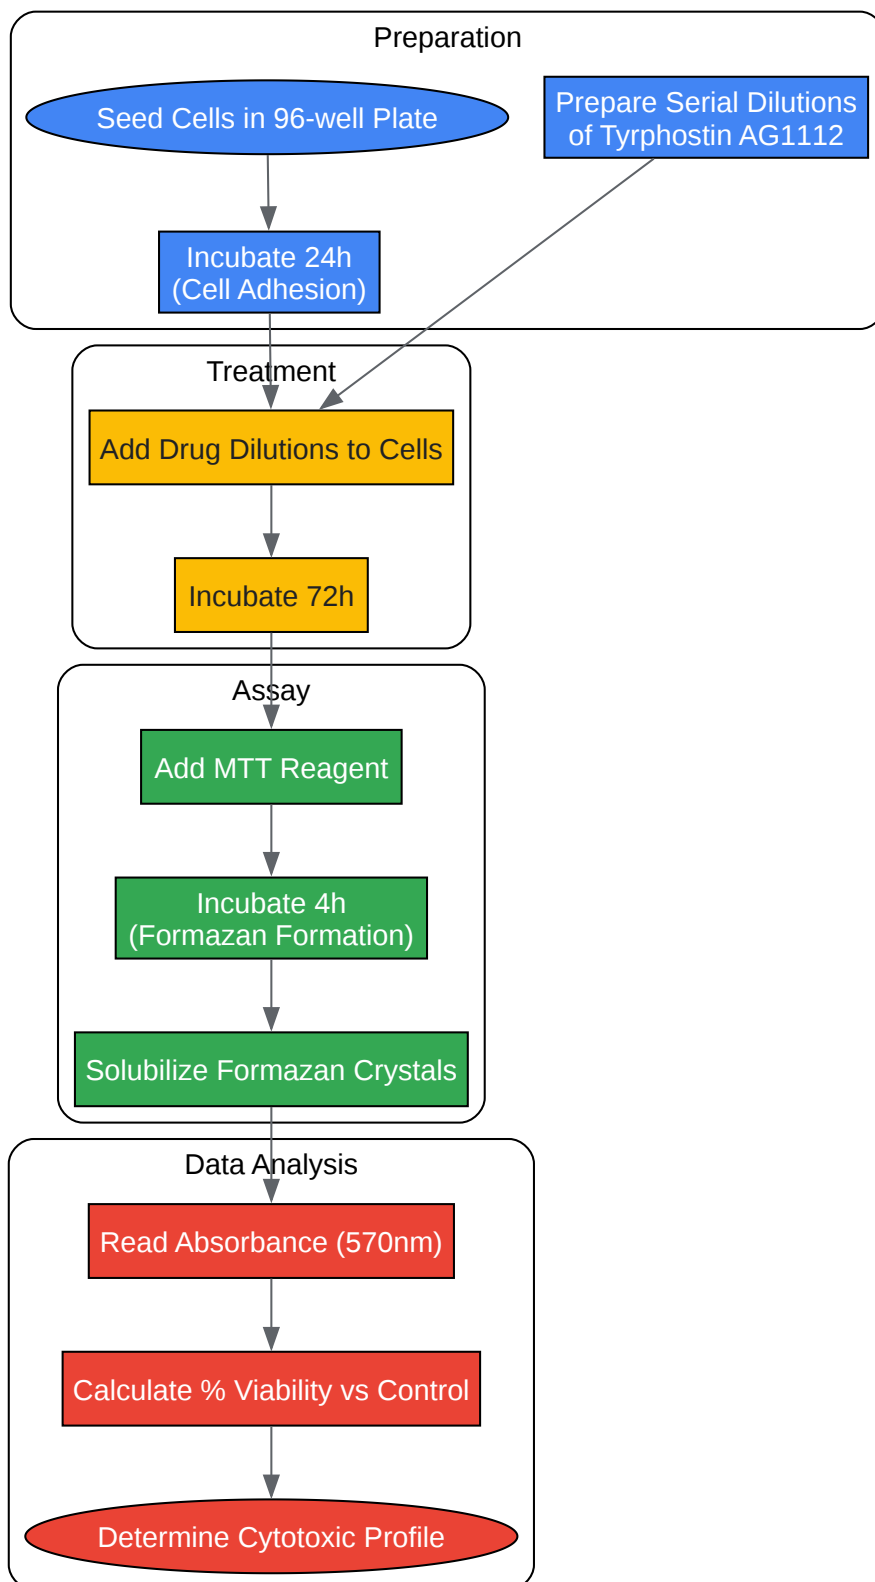 Preparation
Seed Cells in 96-well Plate
Prepare Serial Dilutions
of Tyrphostin AG1112
Incubate 24h
(Cell Adhesion)
Treatment
Add Drug Dilutions to Cells
Incubate 72h
Assay
Add MTT Reagent
Incubate 4h
(Formazan Formation)
Solubilize Formazan Crystals
Data Analysis
Read Absorbance (570nm)
Calculate % Viability vs Control
Determine Cytotoxic Profile